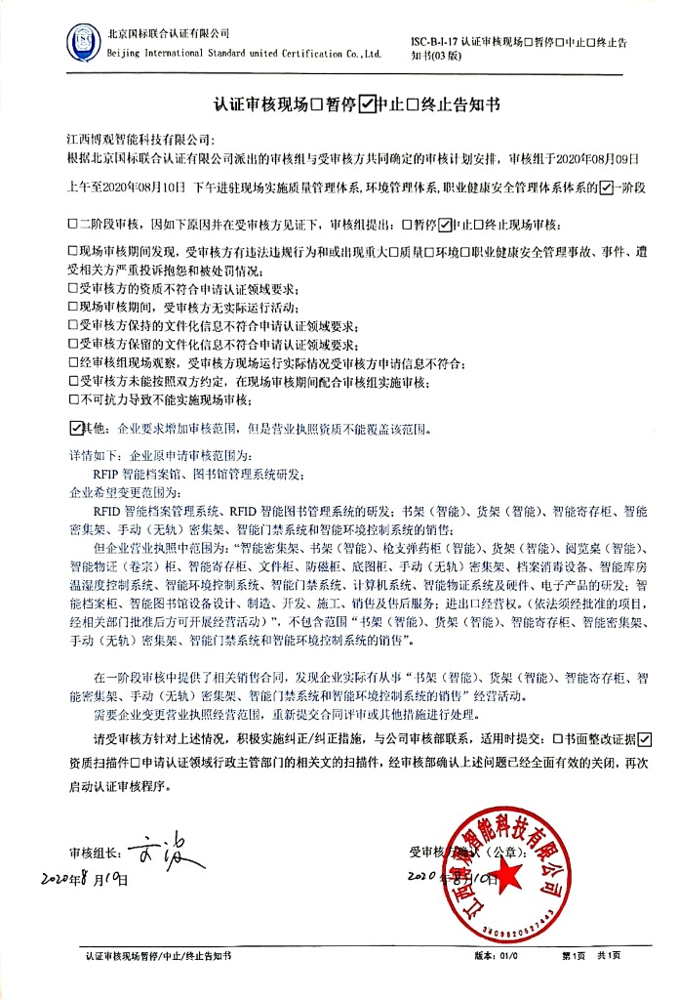 北京国标联合认证有限公司
Beijing International Standard united Certification Co.,Ltd.
ISC-B-I-17 认证审核现场□暂停□中止□终止告
知书(03 版)
认证审核现场□暂停☑中止□终止告知书
江西博观智能科技有限公司:
根据北京国标联合认证有限公司派出的审核组与受审核方共同确定的审核计划安排，审核组于2020年08月09日
上午至2020年08月10日 下午进驻现场实施质量管理体系,环境管理体系,职业健康安全管理体系体系的☑一阶段
□二阶段审核，因如下原因并在受审核方见证下，审核组提出：□暂停☑中止□终止现场审核：
□现场审核期间发现，受审核方有违法违规行为和或出现重大□质量□环境□职业健康安全管理事故、事件、遭
受相关方严重投诉抱怨和被处罚情况；
□受审核方的资质不符合申请认证领域要求；
□现场审核期间，受审核方无实际运行活动；
□受审核方保持的文件化信息不符合申请认证领域要求；
□受审核方保留的文件化信息不符合申请认证领域要求；
□经审核组现场观察，受审核方现场运行实际情况受审核方申请信息不符合；
□受审核方未能按照双方约定，在现场审核期间配合审核组实施审核；
□不可抗力导致不能实施现场审核；
☑其他：企业要求增加审核范围，但是营业执照资质不能覆盖该范围。
详情如下：企业原申请审核范围为：
RFIP 智能档案馆、图书馆管理系统研发；
企业希望变更范围为：
RFID 智能档案管理系统、RFID 智能图书管理系统的研发；书架（智能）、货架（智能）、智能寄存柜、智能
密集架、手动（无轨）密集架、智能门禁系统和智能环境控制系统的销售；
但企业营业执照中范围为：“智能密集架、书架（智能）、枪支弹药柜（智能）、货架（智能）、阅览桌（智能）、
智能物证（卷宗）柜、智能寄存柜、文件柜、防磁柜、底图柜、手动（无轨）密集架、档案消毒设备、智能库房
温湿度控制系统、智能环境控制系统、智能门禁系统、计算机系统、智能物证系统及硬件、电子产品的研发；智
能档案柜、智能图书馆设备设计、制造、开发、施工、销售及售后服务；进出口经营权。（依法须经批准的项目，
经相关部门批准后方可开展经营活动）”，不包含范围“书架（智能）、货架（智能）、智能寄存柜、智能密集架、
手动（无轨）密集架、智能门禁系统和智能环境控制系统的销售”。
在一阶段审核中提供了相关销售合同，发现企业实际有从事“书架（智能）、货架（智能）、智能寄存柜、智
能密集架、手动（无轨）密集架、智能门禁系统和智能环境控制系统的销售”经营活动。
需要企业变更营业执照经营范围，重新提交合同评审或其他措施进行处理。
请受审核方针对上述情况，积极实施纠正/纠正措施，与公司审核部联系，适用时提交：□书面整改证据☑
资质扫描件□申请认证领域行政主管部门的相关文的扫描件，经审核部确认上述问题已经全面有效的关闭，再次
启动认证审核程序。
审核组长：
受审核方确认（公章）：
2020年8月10日
2020年8月10日
江西博观智能科技有限公司
认证审核现场暂停/中止/终止告知书
版本：01/0
第1页 共1页